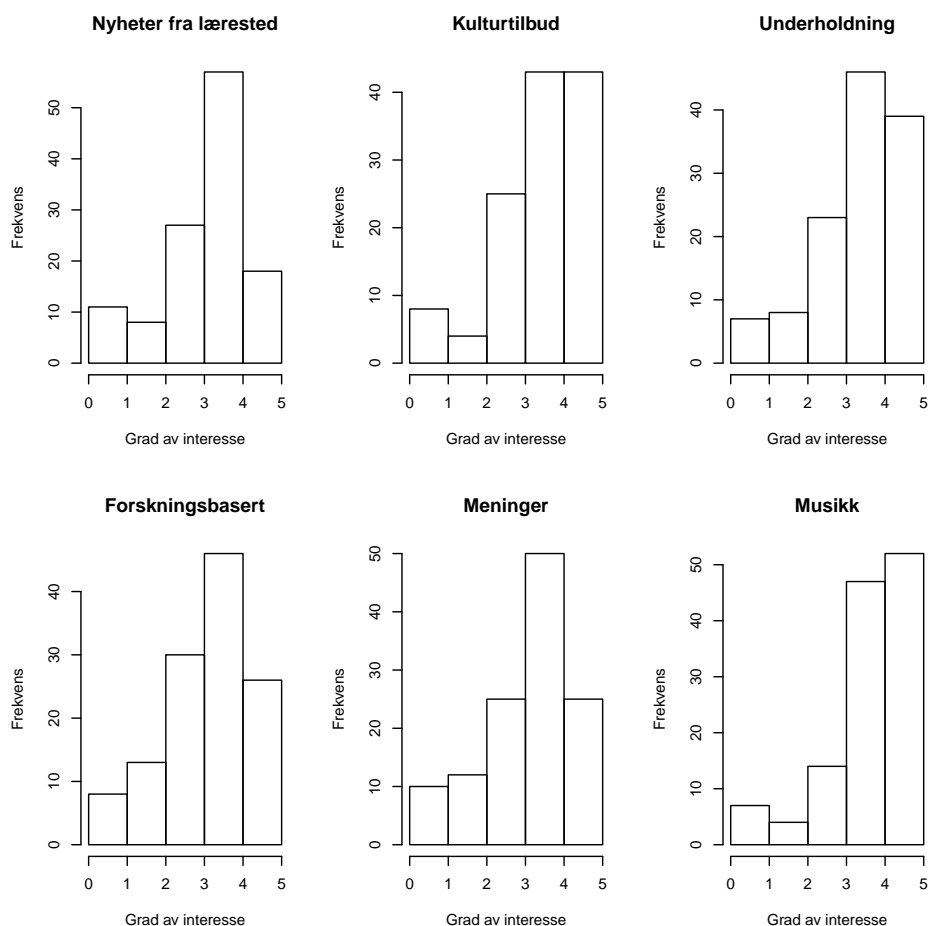 Nyheter fra lærested
Frekvens
0 10 20 30 40 50
0 1 2 3 4 5
Grad av interesse
Kulturtilbud
Frekvens
0 10 20 30 40
0 1 2 3 4 5
Grad av interesse
Underholdning
Frekvens
0 10 20 30 40
0 1 2 3 4 5
Grad av interesse
Forskningsbasert
Frekvens
0 10 20 30 40
0 1 2 3 4 5
Grad av interesse
Meninger
Frekvens
0 10 20 30 40 50
0 1 2 3 4 5
Grad av interesse
Musikk
Frekvens
0 10 20 30 40 50
0 1 2 3 4 5
Grad av interesse